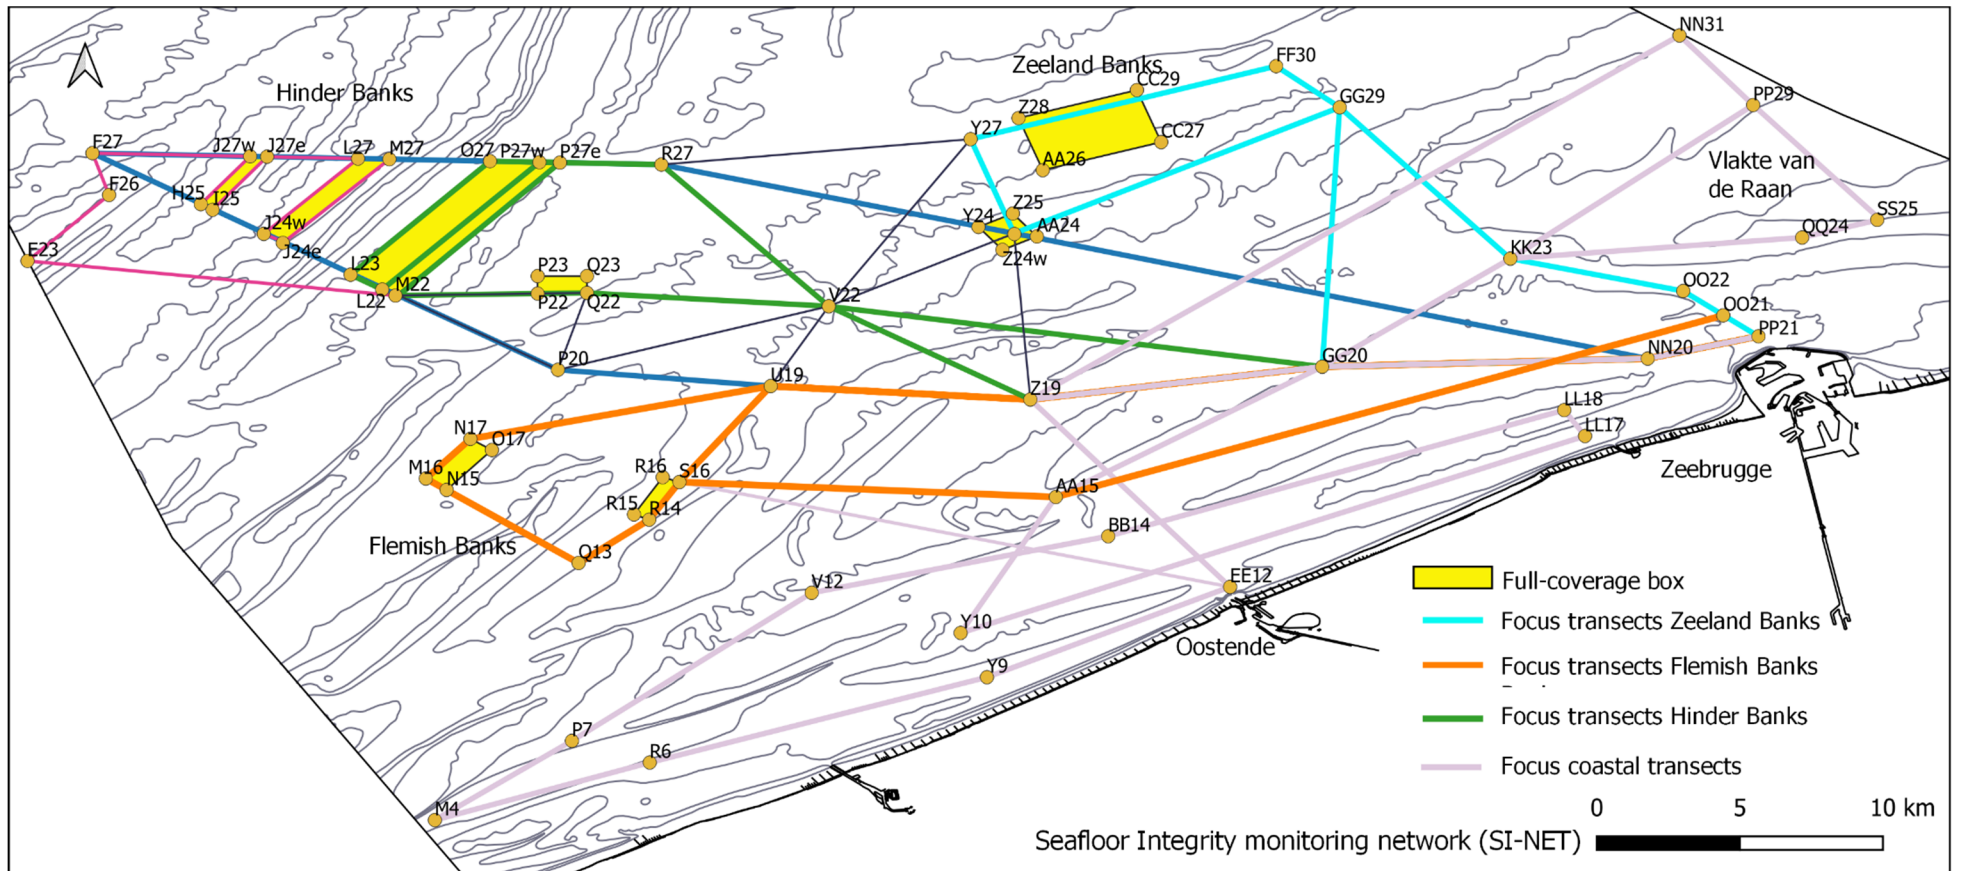 NN31
FF30
Zeeland Banks
CC29
Hinder Banks
PP29
GG29
Z28
Y27
CC27
F27
J27w
J27e
L27
M27
O27
P27w
P27e
R27
AA26
Vlakte van
de Raan
F26
H25
I25
Z25
SS25
J24w
Y24
AA24
QQ24
J24e
Z24w
KK23
E23
L23
P23
Q23
M22
L22
P22
Q22
V22
OO22
OO21
PP21
P20
GG20
NN20
U19
Z19
LL18
N17
O17
LL17
M16
N15
R16
S16
Zeebrugge
AA15
R15
R14
BB14
Flemish Banks
Q13
V12
EE12
Full-coverage box
Y10
Focus transects Zeeland Banks
Oostende
Y9
Focus transects Flemish Banks
P7
Focus transects Hinder Banks
R6
Focus coastal transects
M4
0 5 10 km
Seafloor Integrity monitoring network (SI-NET)